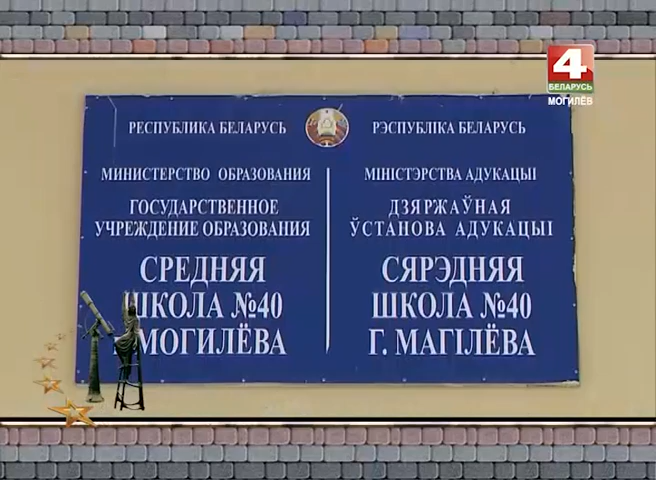 4
БЕЛАРУСЬ
МОГИЛЁВ
РЕСПУБЛИКА БЕЛАРУСЬ
МИНИСТЕРСТВО ОБРАЗОВАНИЯ
ГОСУДАРСТВЕННОЕ
УЧРЕЖДЕНИЕ ОБРАЗОВАНИЯ
СРЕДНЯЯ
ШКОЛА №40
МОГИЛЁВА
РЭСПУБЛІКА БЕЛАРУСЬ
МІНІСТЭРСТВА АДУКАЦЫІ
ДЗЯРЖАЎНАЯ
ЎСТАНОВА АДУКАЦЫІ
СЯРЭДНЯЯ
ШКОЛА №40
Г. МАГІЛЁВА